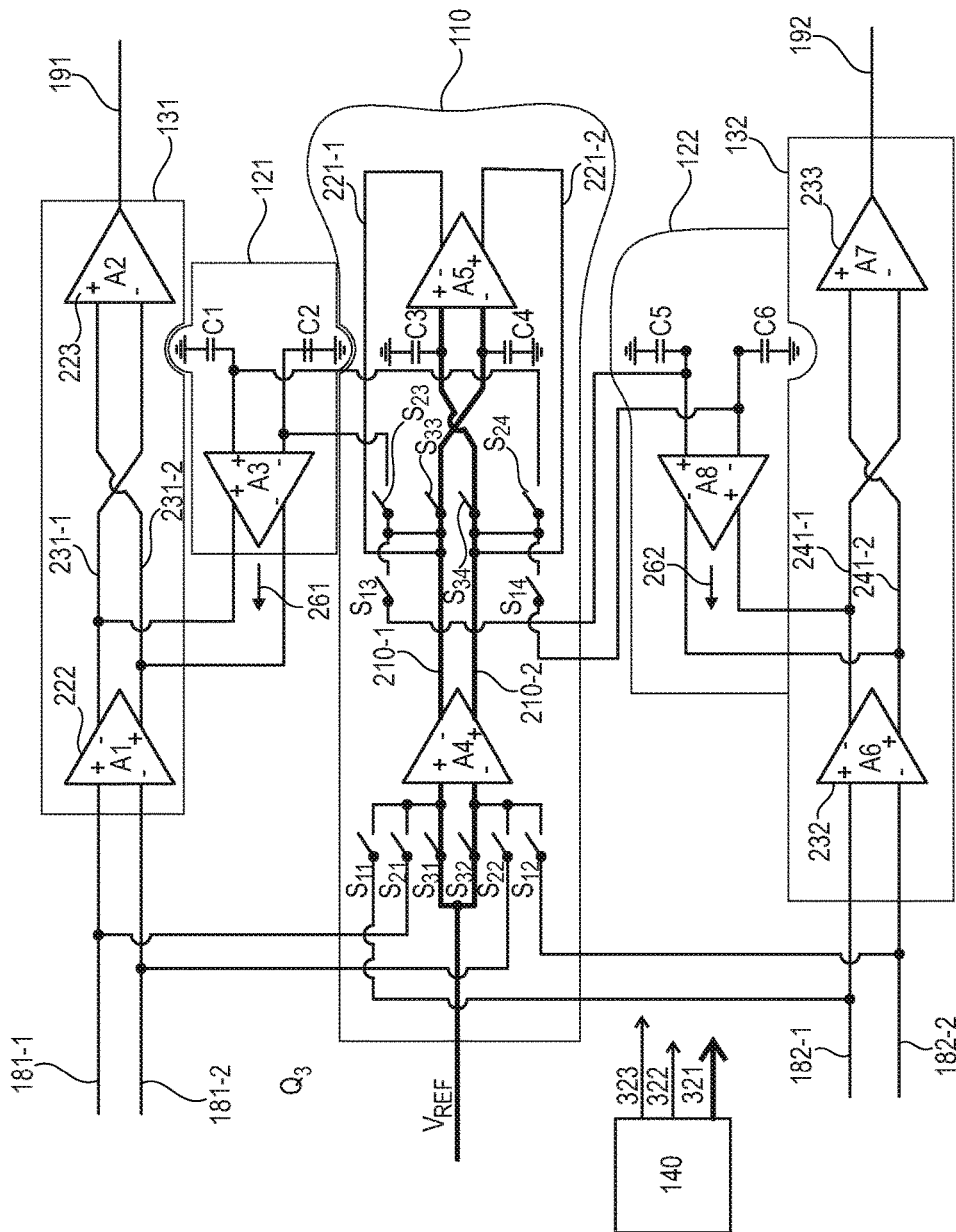 191
131
222
+
-
A1
-
+
231-1
231-2
223
+
-
A2
181-1
181-2
121
C1
C2
A3
+
-
+
-
261
110
221-1
221-2
S23
S33
S34
S24
S13
S14
C3
C4
A5
-
+
-
+
210-1
210-2
A4
+
-
-
+
S11
S21
S31
S32
S22
S12
Q3
VREF
122
C5
C6
A8
+
-
-
+
262
132
192
233
+
-
A7
241-1
241-2
232
+
-
A6
-
+
182-1
182-2
323
322
321
140